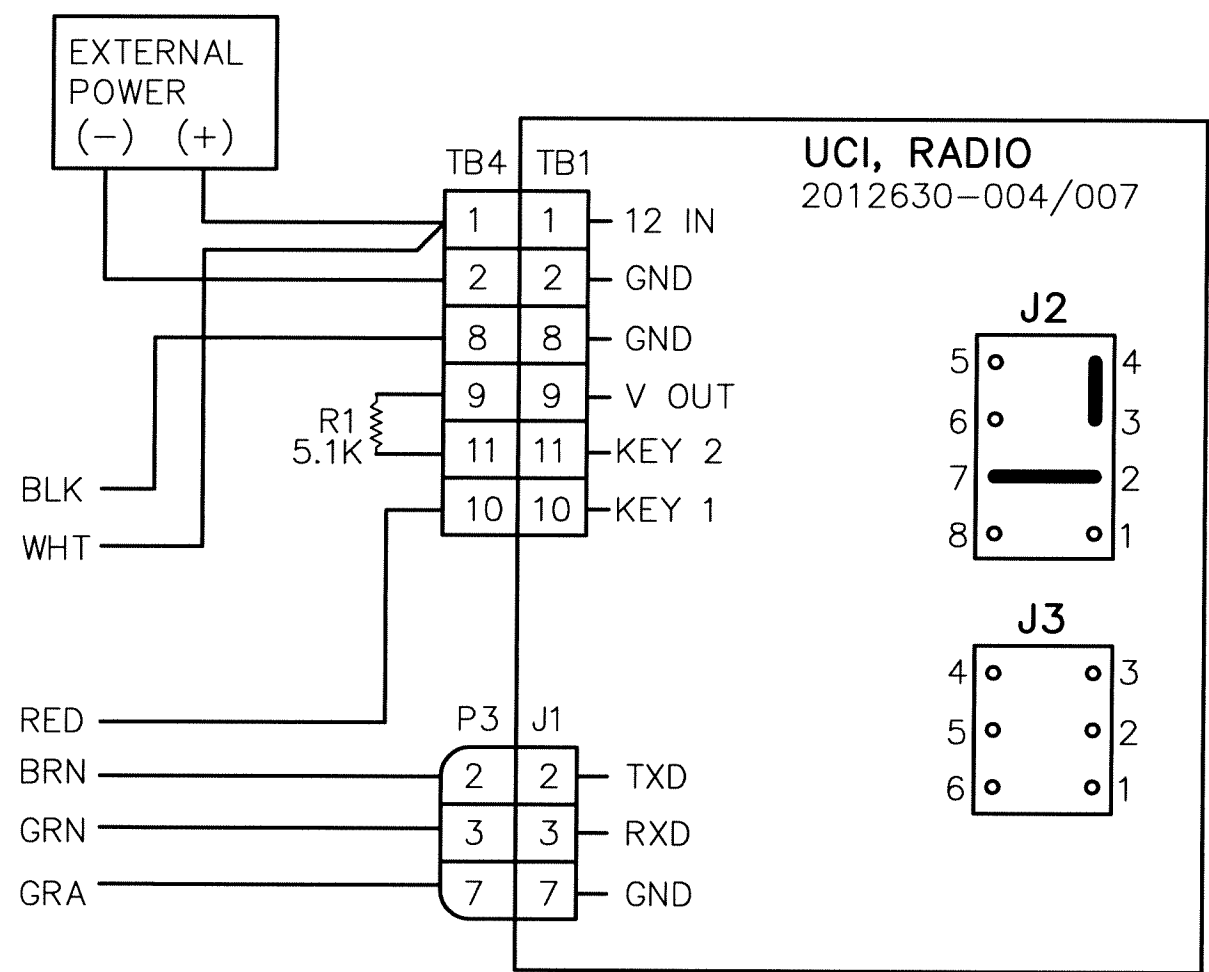 EXTERNAL
POWER
(-) (+)
UCI, RADIO
2012630-004/007
TB4 TB1
1 1 12 IN
2 2 GND
8 8 GND
9 9 V OUT
11 11 KEY 2
10 10 KEY 1
R1
5.1K
BLK
WHT
RED
BRN
GRN
GRA
P3 J1
2 2 TXD
3 3 RXD
7 7 GND
J2
5 4
6 3
7 2
8 1
J3
4 3
5 2
6 1